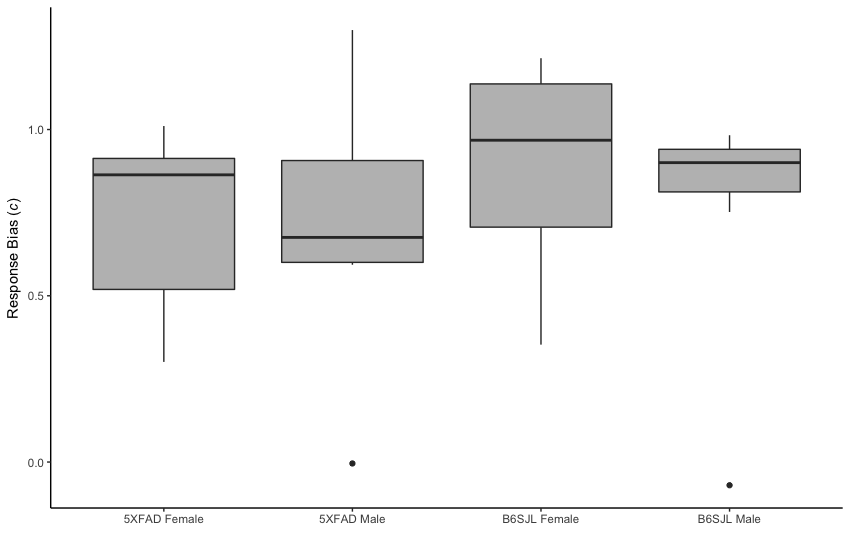 Response Bias (c)
1.0
0.5
0.0
5XFAD Female
5XFAD Male
B6SJL Female
B6SJL Male